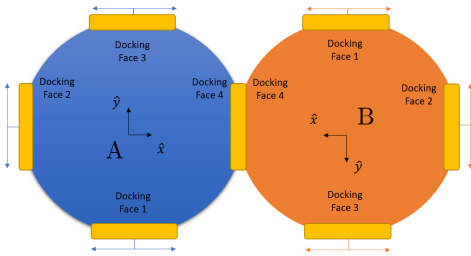 Docking
Face 3
Docking
Face 2
Docking
Face 4
ŷ
x̂
A
Docking
Face 1
Docking
Face 1
Docking
Face 4
Docking
Face 2
x̂
B
ŷ
Docking
Face 3